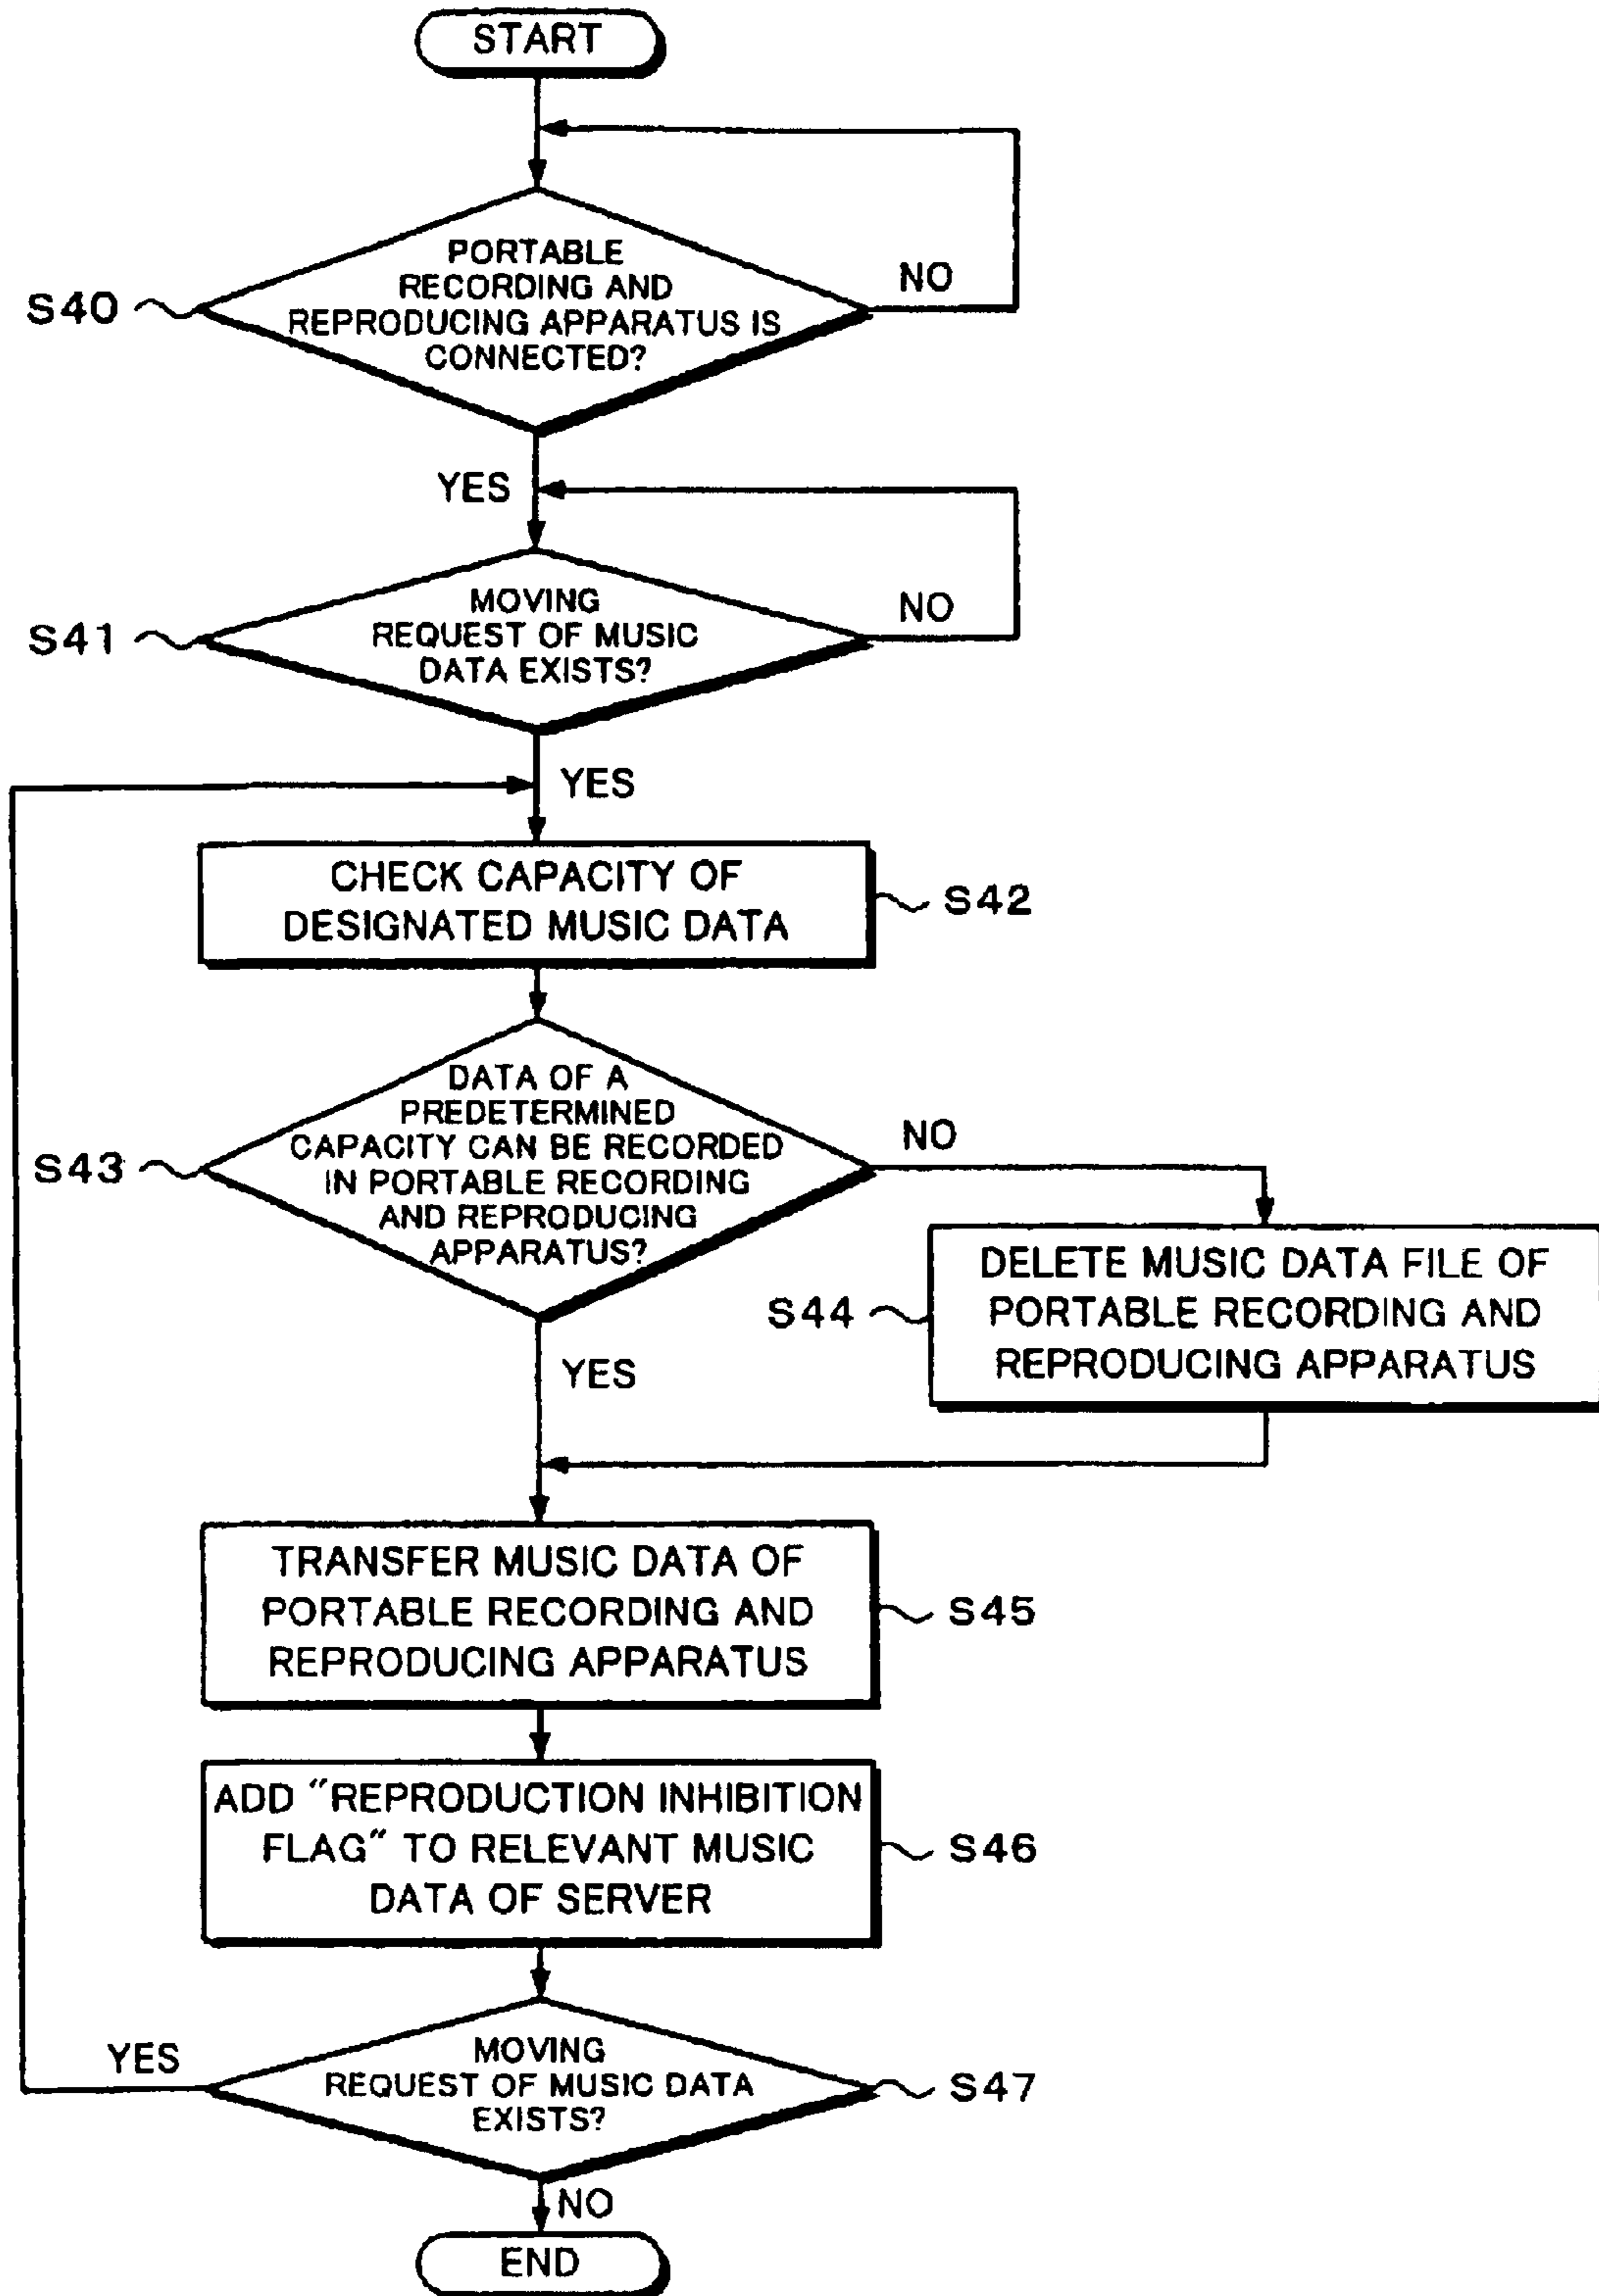 START
PORTABLE
RECORDING AND
REPRODUCING APPARATUS IS
CONNECTED?
NO
S40
YES
MOVING
REQUEST OF MUSIC
DATA EXISTS?
NO
S41
YES
CHECK CAPACITY OF
DESIGNATED MUSIC DATA
S42
DATA OF A
PREDETERMINED
CAPACITY CAN BE RECORDED
IN PORTABLE RECORDING
AND REPRODUCING
APPARATUS?
NO
S43
DELETE MUSIC DATA FILE OF
PORTABLE RECORDING AND
REPRODUCING APPARATUS
S44
YES
TRANSFER MUSIC DATA OF
PORTABLE RECORDING AND
REPRODUCING APPARATUS
S45
ADD "REPRODUCTION INHIBITION
FLAG" TO RELEVANT MUSIC
DATA OF SERVER
S46
YES
MOVING
REQUEST OF MUSIC DATA
EXISTS?
S47
NO
END